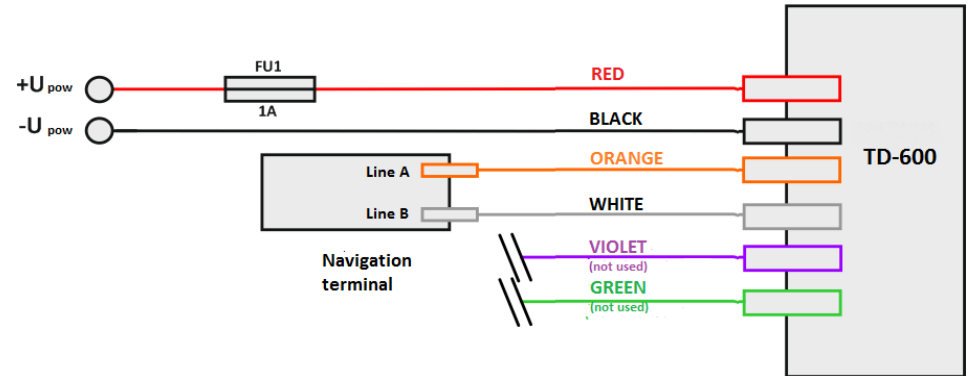 FU1
RED
+U pow
1A
-U pow
BLACK
TD-600
ORANGE
Line A
WHITE
Line B
VIOLET
(not used)
Navigation
terminal
GREEN
(not used)